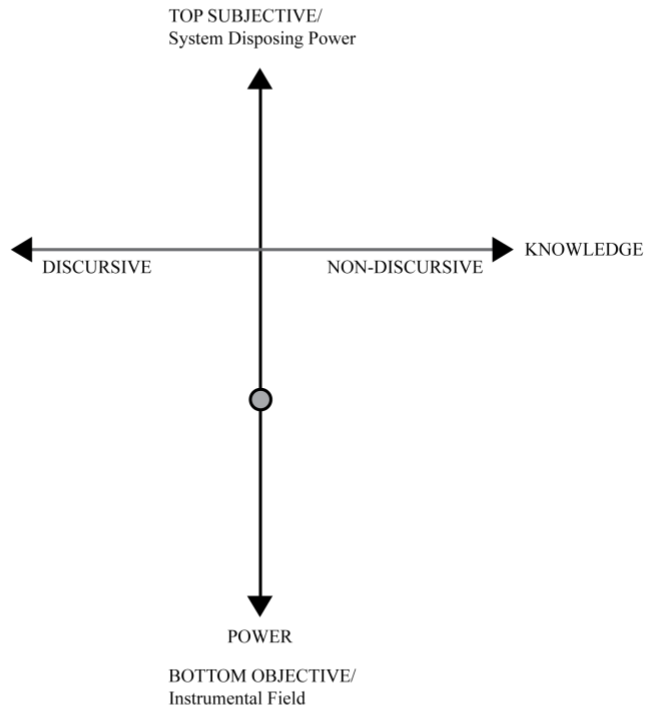 TOP SUBJECTIVE/
System Disposing Power
KNOWLEDGE
DISCURSIVE
NON-DISCURSIVE
POWER
BOTTOM OBJECTIVE/
Instrumental Field